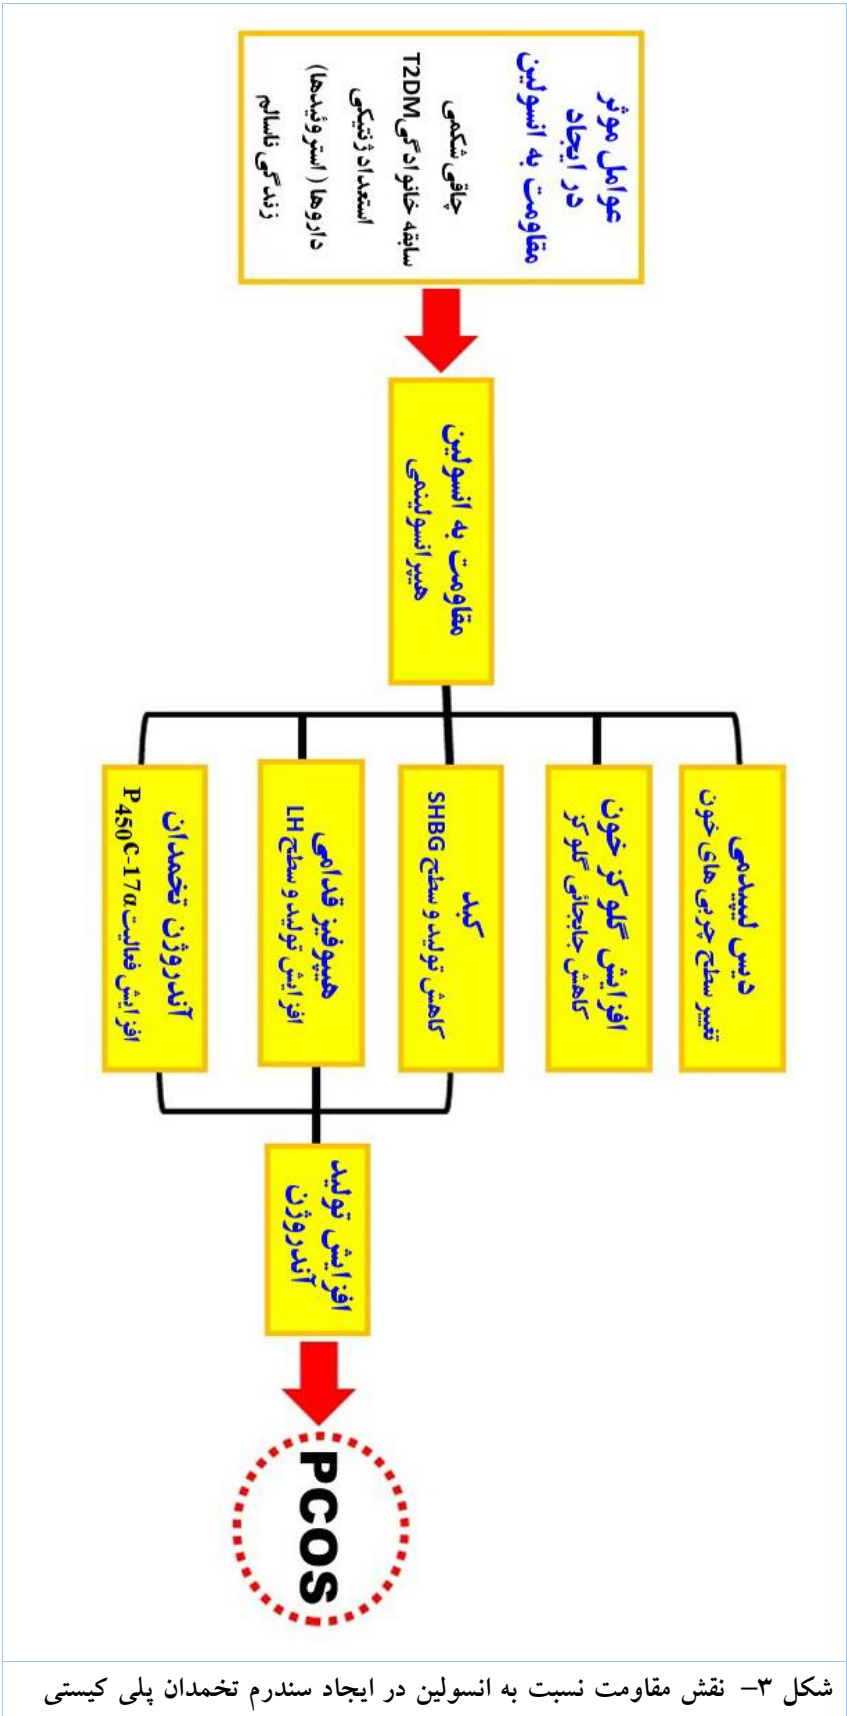 عوامل موثر
در ایجاد
مقاومت به انسولین
چاقی شکمی
سابقه خانوادگیT2DM
استعداد ژنتیکی
داروها ( استروئیدها)
زندگی ناسالم
مقاومت به انسولین
هیپرانسولینمی
دیس لیپیدمی
تغییر سطح چربی های خون
افزایش گلوکز خون
کاهش جابجائی گلوکز
کبد
کاهش تولید و سطح SHBG
هیپوفیز قدامی
افزایش تولید و سطح LH
آندروژن تخمدان
افزایش فعالیت P450C-17α
افزایش تولید
آندروژن
PCOS
شکل ۳– نقش مقاومت نسبت به انسولین در ایجاد سندرم تخمدان پلی کیستی